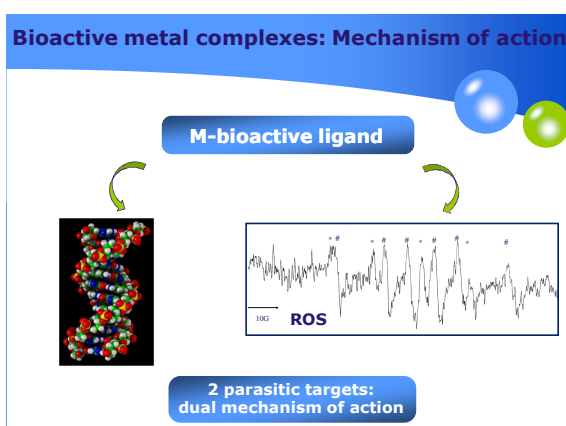 Bioactive metal complexes: Mechanism of action
M-bioactive ligand
* # * # # * # # * #
10G
ROS
2 parasitic targets:
dual mechanism of action